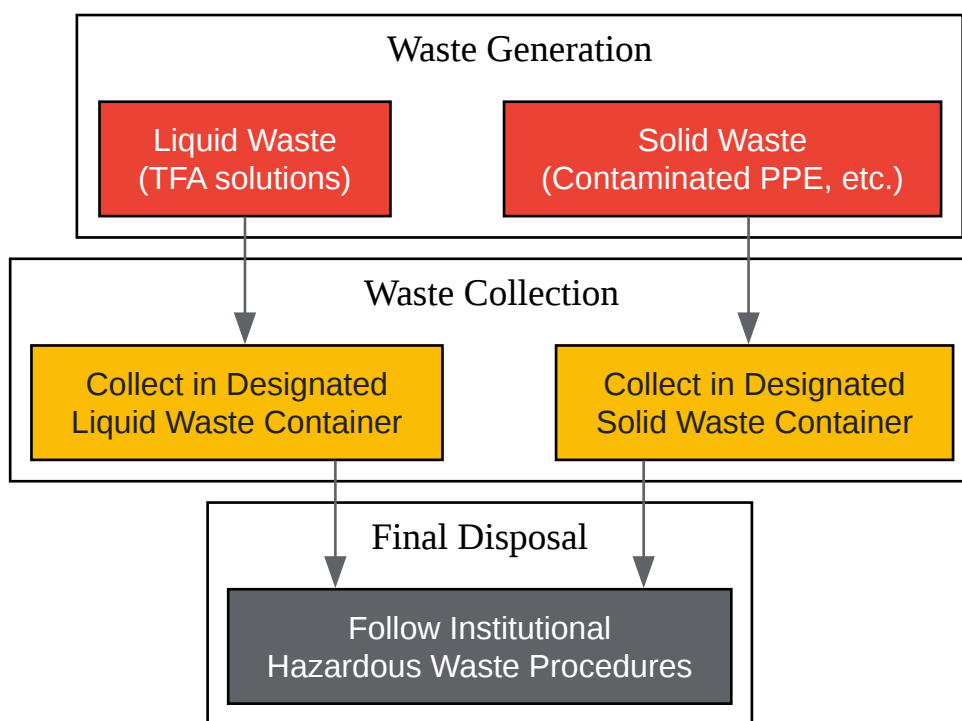 Waste Generation
Liquid Waste
(TFA solutions)
Solid Waste
(Contaminated PPE, etc.)
Waste Collection
Collect in Designated
Liquid Waste Container
Collect in Designated
Solid Waste Container
Final Disposal
Follow Institutional
Hazardous Waste Procedures